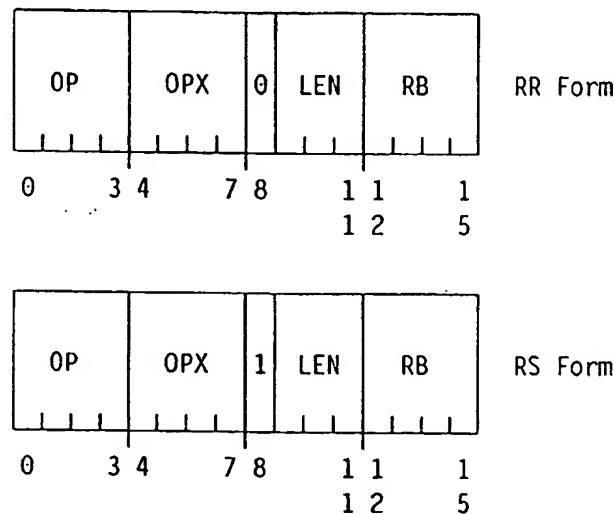 OP OPX 0 LEN RB RR Form
0 3 4 7 8 1 1 1
1 2 5
OP OPX 1 LEN RB RS Form
0 3 4 7 8 1 1 1
1 2 5